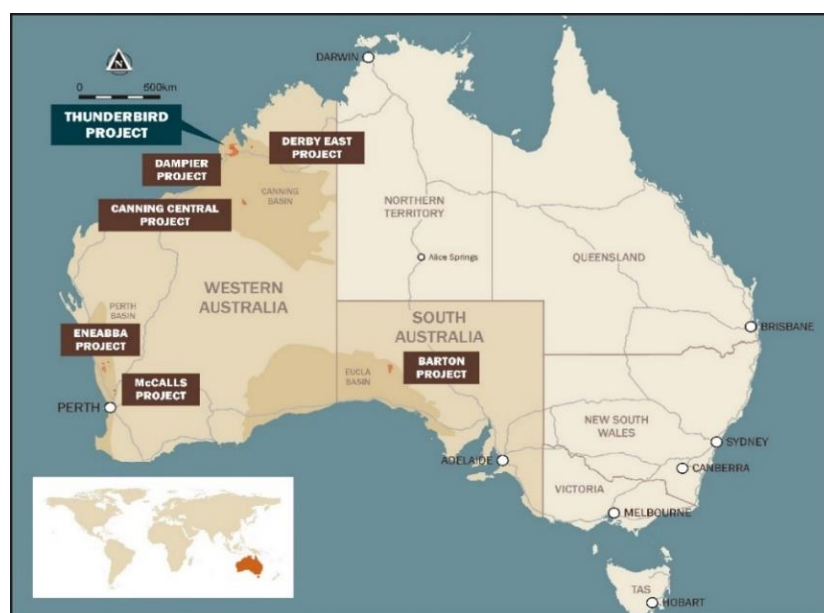 DARWIN
N
0 500km
THUNDERBIRD
PROJECT
DERBY EAST
PROJECT
DAMPIER
PROJECT
CANNING
BASIN
CANNING CENTRAL
PROJECT
NORTHERN
TERRITORY
Alice Springs
QUEENSLAND
WESTERN
AUSTRALIA
PERTH
BASIN
SOUTH
AUSTRALIA
BRISBANE
ENEABBA
PROJECT
BARTON
PROJECT
EUCLA
BASIN
McCALLS
PROJECT
PERTH
NEW SOUTH
WALES
SYDNEY
ADELAIDE
CANBERRA
VICTORIA
MELBOURNE
TAS
HOBART